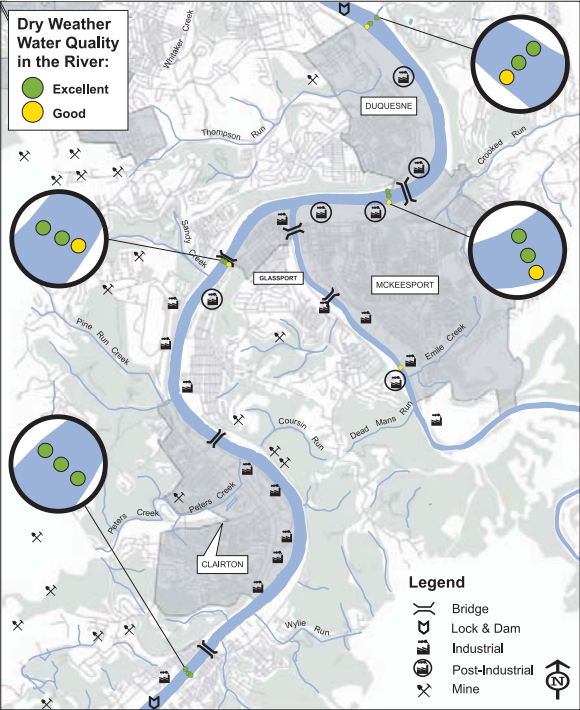 Dry Weather
Water Quality
in the River:
Excellent
Good
Whitaker Creek
Thompson Run
DUQUESNE
Crooked Run
Sandy Creek
GLASSPORT
MCKEESPORT
Pine Run Creek
Emile Creek
Dead Mans Run
Coursin Run
Peters Creek
Peters Creek
CLAIRTON
Wylie Run
Legend
Bridge
Lock & Dam
Industrial
Post-Industrial
Mine
N